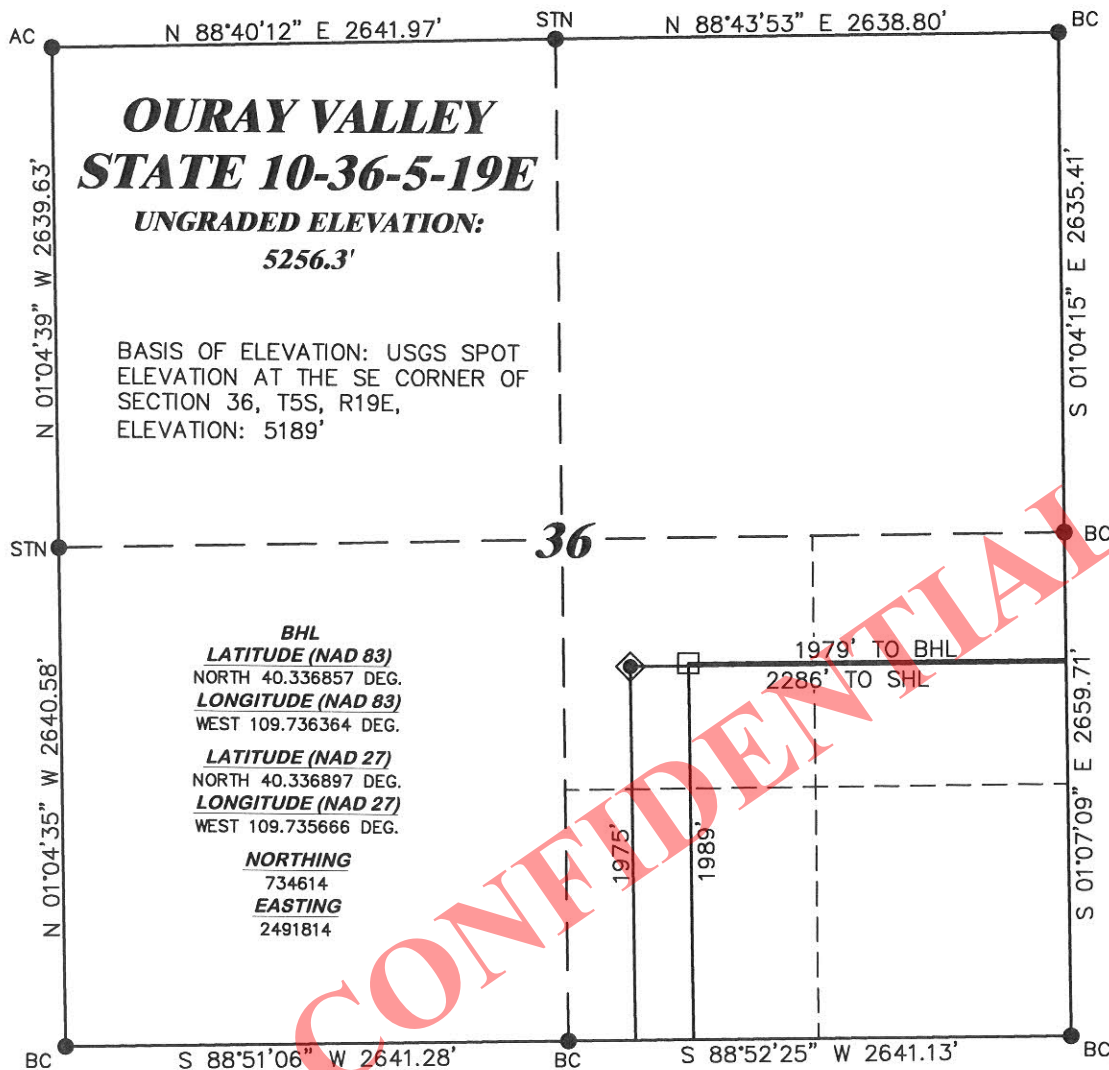 AC
N 88°40'12" E 2641.97'
STN
N 88°43'53" E 2638.80'
BC
OURAY VALLEY
STATE 10-36-5-19E
UNGRADED ELEVATION:
5256.3'
N 01°04'39" W 2639.63'
S 01°04'15" E 2635.41'
BASIS OF ELEVATION: USGS SPOT
ELEVATION AT THE SE CORNER OF
SECTION 36, T5S, R19E,
ELEVATION: 5189'
STN
36
BC
BHL
LATITUDE (NAD 83)
NORTH 40.336857 DEG.
LONGITUDE (NAD 83)
WEST 109.736364 DEG.
LATITUDE (NAD 27)
NORTH 40.336897 DEG.
LONGITUDE (NAD 27)
WEST 109.735666 DEG.
NORTHING
734614
EASTING
2491814
N 01°04'35" W 2640.58'
1979' TO BHL
2286' TO SHL
1975'
1989'
S 01°07'09" E 2659.71'
CONFIDENTIAL
BC
S 88°51'06" W 2641.28'
BC
S 88°52'25" W 2641.13'
BC